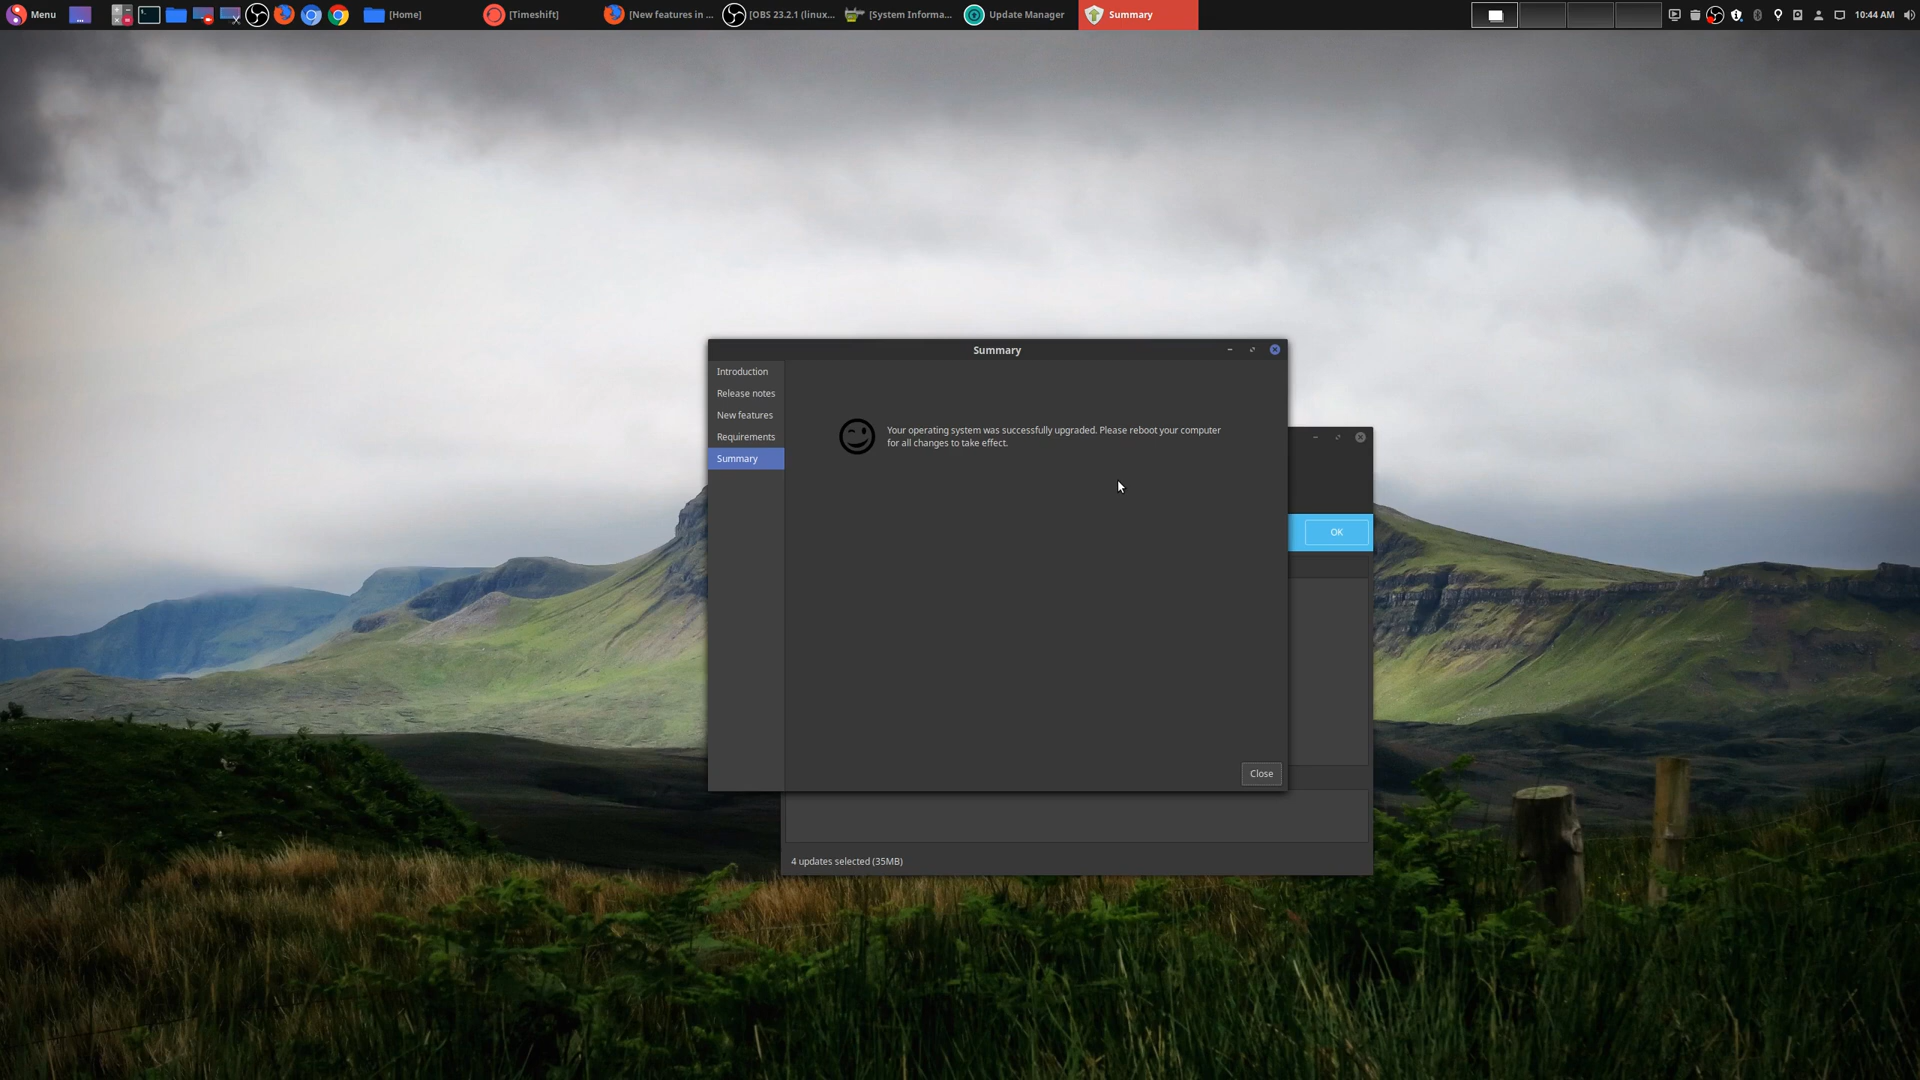 Menu
[Home]
[Timeshift]
[New features in ...
[OBS 23.2.1 (linux...
[System Informa...
Update Manager
Summary
10:44 AM
Summary
Introduction
Release notes
New features
Requirements
Summary
Your operating system was successfully upgraded. Please reboot your computer
for all changes to take effect.
OK
Close
4 updates selected (35MB)